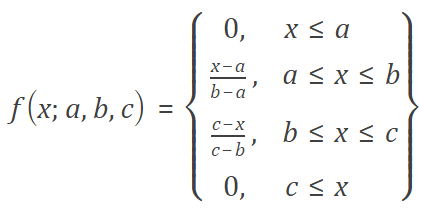 f(x; a, b, c) = { 0, x ≤ a
(x−a)/(b−a), a ≤ x ≤ b
(c−x)/(c−b), b ≤ x ≤ c
0, c ≤ x }